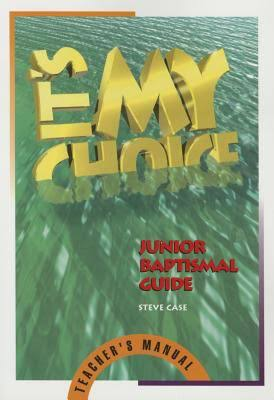 IT'S
MY
CHOICE
JUNIOR
BAPTISMAL
GUIDE
STEVE CASE
TEACHER'S MANUAL